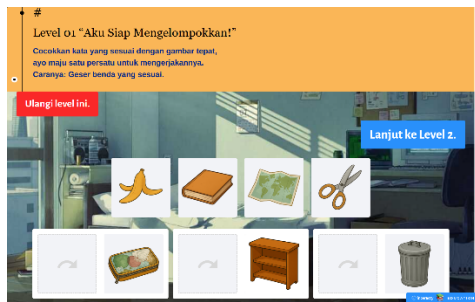 #
Level 01 “Aku Siap Mengelompokkan!”
Cocokkan kata yang sesuai dengan gambar tepat,
ayo maju satu persatu untuk mengerjakannya.
Caranya: Geser benda yang sesuai.
Ulangi level ini.
Lanjut ke Level 2.